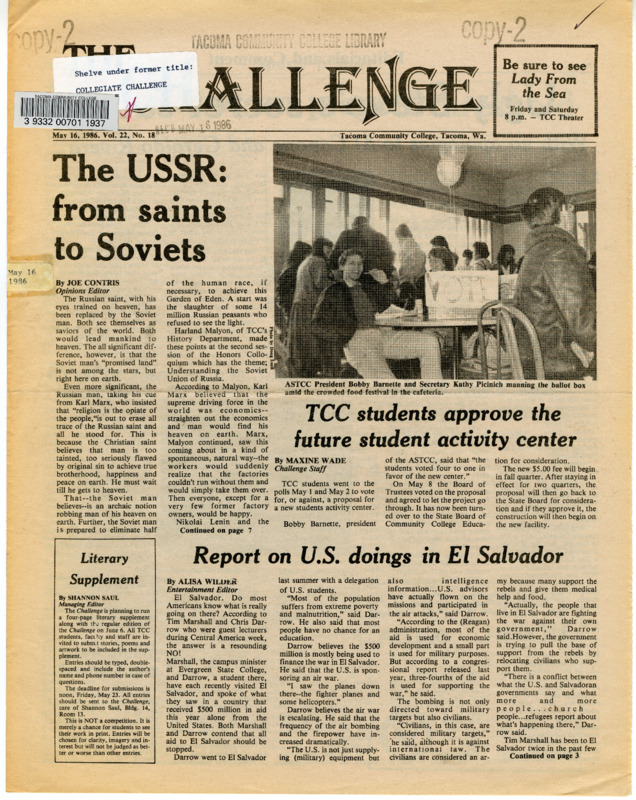 copy-2
TACOMA COMMUNITY COLLEGE LIBRARY
copy-2
THE
CHALLENGE
Shelve under former title:
COLLEGIATE CHALLENGE
3 9332 00701 1937
MAY 16 1986
Be sure to see
Lady From
the Sea
Friday and Saturday
8 p.m. — TCC Theater
May 16, 1986, Vol. 22, No. 18
Tacoma Community College, Tacoma, Wa.
The USSR:
from saints
to Soviets
May 16
1986
By JOE CONTRIS
Opinions Editor
The Russian saint, with his
eyes trained on heaven, has
been replaced by the Soviet
man. Both see themselves as
saviors of the world. Both
would lead mankind to
heaven. The all significant dif-
ference, however, is that the
Soviet man's "promised land"
is not among the stars, but
right here on earth.
Even more significant, the
Russian man, taking his cue
from Karl Marx, who insisted
that "religion is the opiate of
the people,"is out to erase all
trace of the Russian saint and
all he stood for. This is
because the Christian saint
believes that man is too
tainted, too seriously flawed
by original sin to achieve true
brotherhood, happiness and
peace on earth. He must wait
till he gets to heaven.
That--the Soviet man
believes--is an archaic notion
robbing man of his heaven on
earth. Further, the Soviet man
is prepared to eliminate half
of the human race, if
necessary, to achieve this
Garden of Eden. A start was
the slaughter of some 14
million Russian peasants who
refused to see the light.
Harland Malyon, of TCC's
History Department, made
these points at the second ses-
sion of the Honors Collo-
quium which has the theme;
Understanding the Soviet
Union of Russia.
According to Malyon, Karl
Marx believed that the
supreme driving force in the
world was economics--
straighten out the economics
and man would find his
heaven on earth. Marx,
Malyon continued, saw this
coming about in a kind of
spontaneous, natural way--the
workers would suddenly
realize that the factories
couldn't run without them and
would simply take them over.
Then everyone, except for a
very few former factory
owners, would be happy.
Nikolai Lenin and the
Continued on page 7
ASTCC President Bobby Barnette and Secretary Kathy Picinich manning the ballot box
amid the crowded food festival in the cafeteria.
TCC students approve the
future student activity center
By MAXINE WADE
Challenge Staff
TCC students went to the
polls May 1 and May 2 to vote
for, or against, a proposal for
a new students activity center.
Bobby Barnette, president
of the ASTCC, said that "the
students voted four to one in
favor of the new center."
On May 8 the Board of
Trustees voted on the proposal
and agreed to let the project go
through. It has now been turn-
ed over to the State Board of
Community College Educa-
tion for consideration.
The new $5.00 fee will begin
in fall quarter. After staying in
effect for two quarters, the
proposal will then go back to
the State Board for considera-
tion and if they approve it, the
construction will then begin on
the new facility.
Literary
Supplement
By SHANNON SAUL
Managing Editor
The Challenge is planning to run
a four-page literary supplement
along with the regular edition of
the Challenge on June 6. All TCC
students, faculty and staff are in-
vited to submit stories, poems and
artwork to be included in the sup-
plement.
Entries should be typed, double-
spaced and include the author's
name and phone number in case of
questions.
The deadline for submissions is
noon, Friday, May 23. All entries
should be sent to the Challenge,
care of Shannon Saul, Bldg. 14,
Room 13.
This is NOT a competition. It is
merely a chance for students to see
their work in print. Entries will be
chosen for clarity, imagery and in-
terest but will not be judged as bet-
ter or worse than other entries.
Report on U.S. doings in El Salvador
By ALISA WILDER
Entertainment Editor
El Salvador. Do most
Americans know what is really
going on there? According to
Tim Marshall and Chris Dar-
row who were guest lecturers
during Central America week,
the answer is a resounding
NO!
Marshall, the campus minister
at Evergreen State College,
and Darrow, a student there,
have each recently visited El
Salvador, and spoke of what
they saw in a country that
received $500 million in aid
this year alone from the
United States. Both Marshall
and Darrow contend that all
aid to El Salvador should be
stopped.
Darrow went to El Salvador
last summer with a delegation
of U.S. students.
"Most of the population
suffers from extreme poverty
and malnutrition," said Dar-
row. He also said that most
people have no chance for an
education.
Darrow believes the $500
million is mostly being used to
finance the war in El Salvador.
He said that the U.S. is spon-
soring an air war.
"I saw the planes down
there--the fighter planes and
some helicopters."
Darrow believes the air war
is escalating. He said that the
frequency of the air bombing
and the firepower have in-
creased dramatically.
"The U.S. is not just supply-
ing (military) equipment but
also intelligence
information...U.S. advisors
have actually flown on the
missions and participated in
the air attacks," said Darrow.
"According to the (Reagan)
administration, most of the
aid is used for economic
development and a small part
is used for military purposes.
But according to a congres-
sional report released last
year, three-fourths of the aid
is used for supporting the
war," he said.
The bombing is not only
directed toward military
targets but also civilians.
"Civilians, in this case, are
considered military targets,"
he said, although it is against
international law. The
civilians are considered an ar-
my because many support the
rebels and give them medical
help and food.
"Actually, the people that
live in El Salvador are fighting
the war against their own
government," Darrow
said.However, the government
is trying to pull the base of
support from the rebels by
relocating civilians who sup-
port them.
"There is a conflict between
what the U.S. and Salvadoran
governments say and what
more and more
people...church
people...refugees report about
what's happening there," Dar-
row said.
Tim Marshall has been to El
Salvador twice in the past few
Continued on page 3